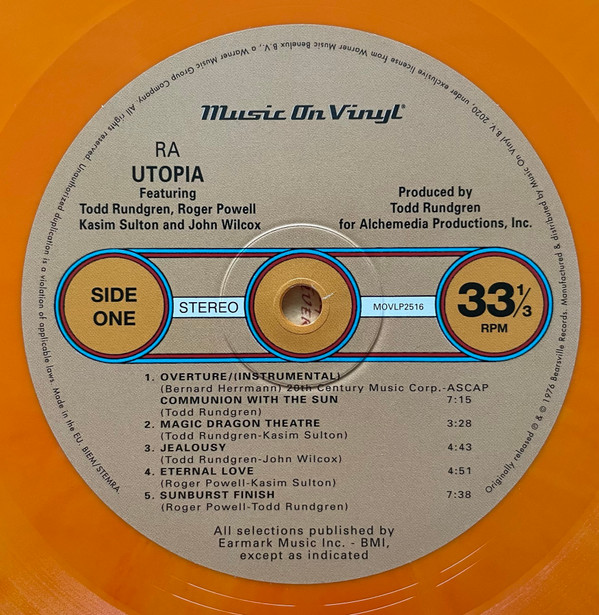 Music On Vinyl®
RA
UTOPIA
Featuring
Todd Rundgren, Roger Powell
Kasim Sulton and John Wilcox
Produced by
Todd Rundgren
for Alchemedia Productions, Inc.
SIDE
ONE
STEREO
MOVLP2516
33 1/3
RPM
1. OVERTURE/(INSTRUMENTAL)
(Bernard Herrmann) 20th Century Music Corp.-ASCAP
COMMUNION WITH THE SUN 7:15
(Todd Rundgren)
2. MAGIC DRAGON THEATRE 3:28
(Todd Rundgren-Kasim Sulton)
3. JEALOUSY 4:43
(Todd Rundgren-John Wilcox)
4. ETERNAL LOVE 4:51
(Roger Powell-Kasim Sulton)
5. SUNBURST FINISH 7:38
(Roger Powell-Todd Rundgren)
All selections published by
Earmark Music Inc. - BMI,
except as indicated
Originally released ℗ & © 1976 Bearsville Records. Manufactured & distributed by Music On Vinyl B.V. 2020, under exclusive license from Warner Music Benelux B.V., a Warner Music Group Company. All rights reserved. Unauthorized duplication is a violation of applicable laws. Made in the EU. BIEM/STEMRA.